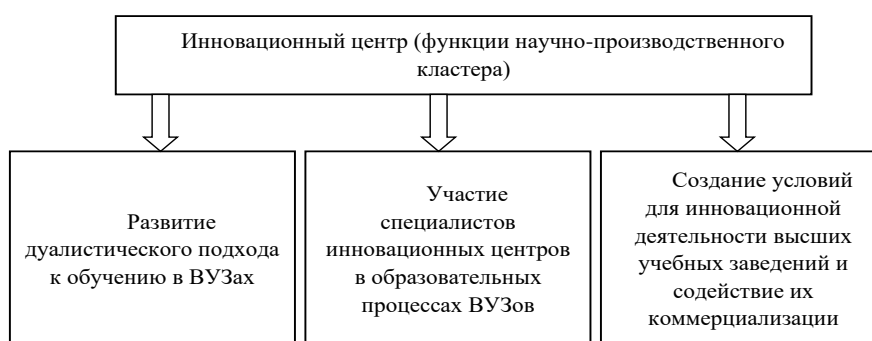 Инновационный центр (функции научно-производственного
кластера)
Развитие
дуалистического подхода
к обучению в ВУЗах
Участие
специалистов
инновационных центров
в образовательных
процессах ВУЗов
Создание условий
для инновационной
деятельности высших
учебных заведений и
содействие их
коммерциализации